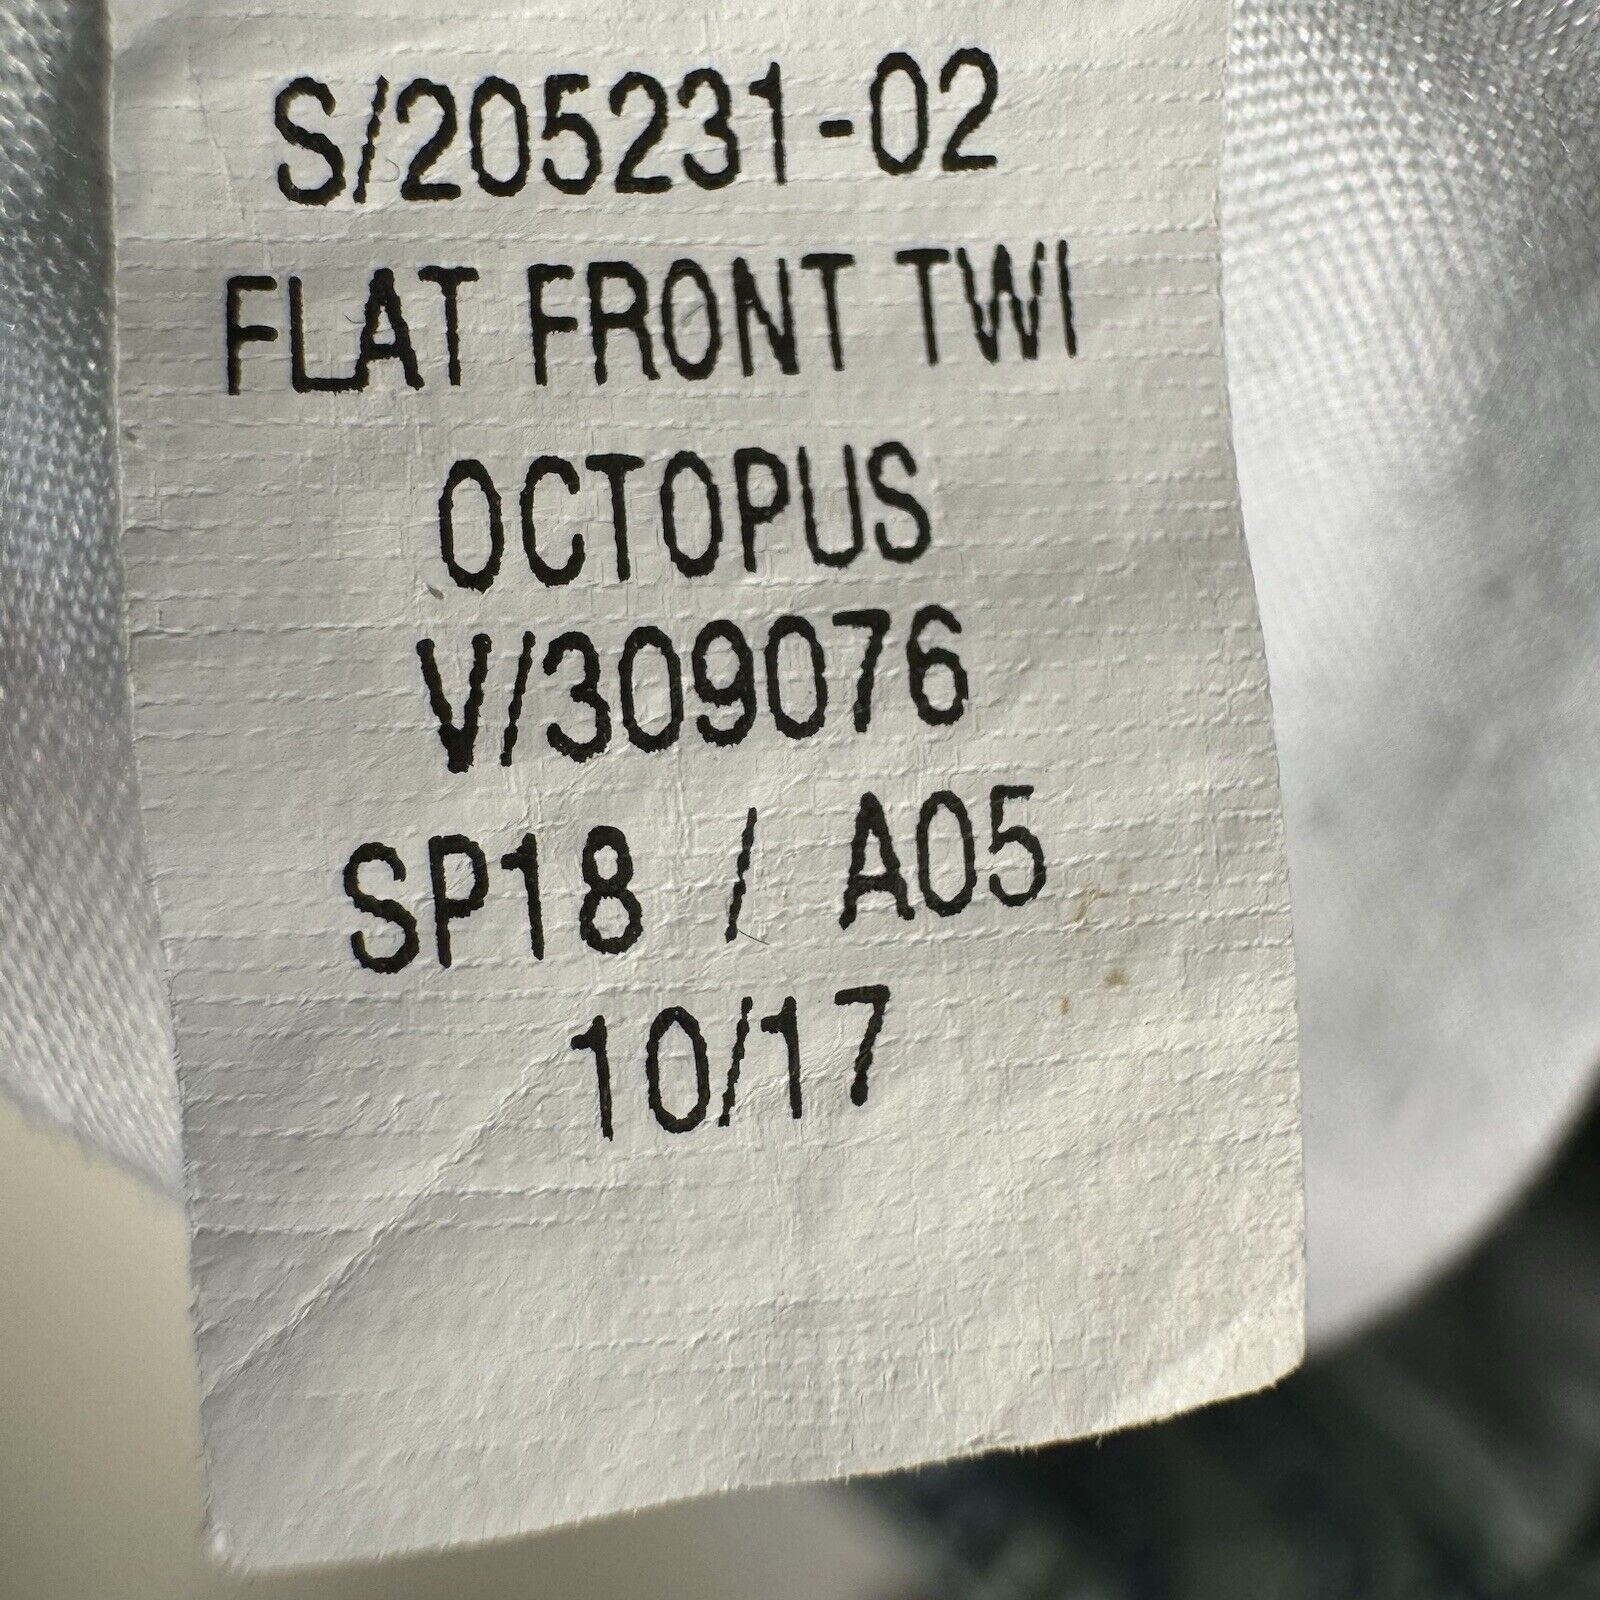 S/205231-02
FLAT FRONT TWI
OCTOPUS
V/309076
SP18 / A05
10/17